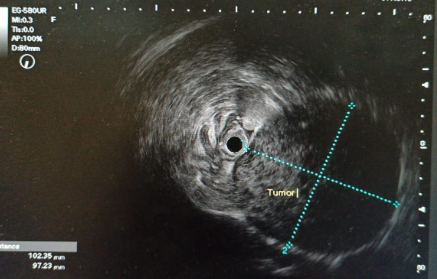 EG-580UR
MI:0.3 F
TIs:0.0
AP:100%
D:80mm
Tumor
102.35 mm
97.23 mm